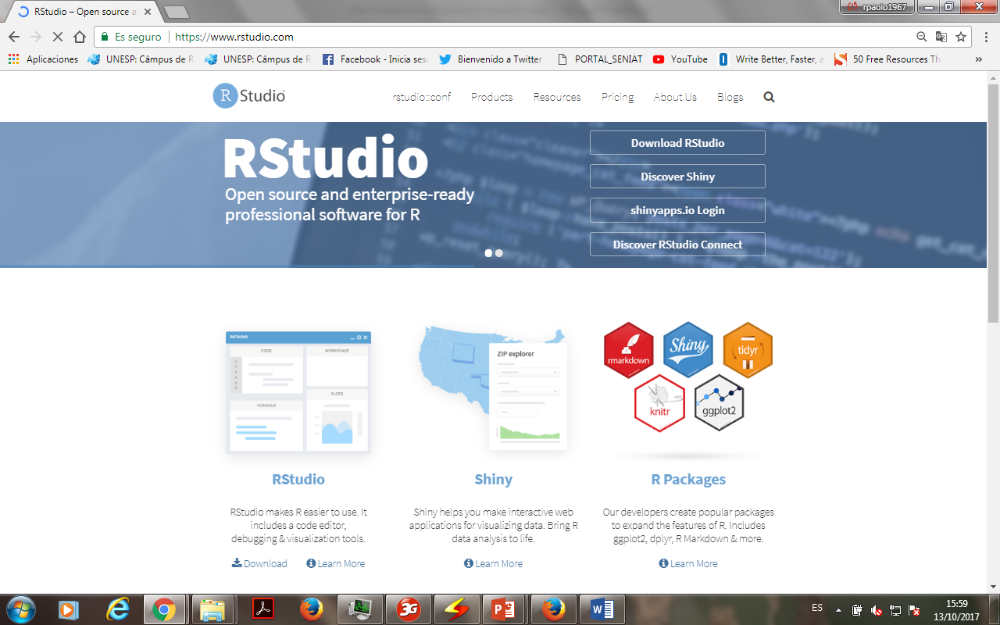 RStudio – Open source a
rpaolo1967
Es seguro
https://www.rstudio.com
Aplicaciones
UNESP: Câmpus de R
UNESP: Câmpus de R
Facebook - Inicia sesi
Bienvenido a Twitter
PORTAL_SENIAT
YouTube
Write Better, Faster, a
50 Free Resources Th
»
R Studio
rstudio::conf
Products
Resources
Pricing
About Us
Blogs
RStudio
Open source and enterprise-ready
professional software for R
Download RStudio
Discover Shiny
shinyapps.io Login
Discover RStudio Connect
RSTUDIO
CODE
WORKSPACE
PLOTS
CONSOLE
ZIP explorer
rmarkdown
Shiny
tidyr
knitr
ggplot2
RStudio
RStudio makes R easier to use. It
includes a code editor,
debugging & visualization tools.
Download
Learn More
Shiny
Shiny helps you make interactive web
applications for visualizing data. Bring R
data analysis to life.
Learn More
R Packages
Our developers create popular packages
to expand the features of R. Includes
ggplot2, dplyr, R Markdown & more.
Learn More
3G
ES
15:59
13/10/2017